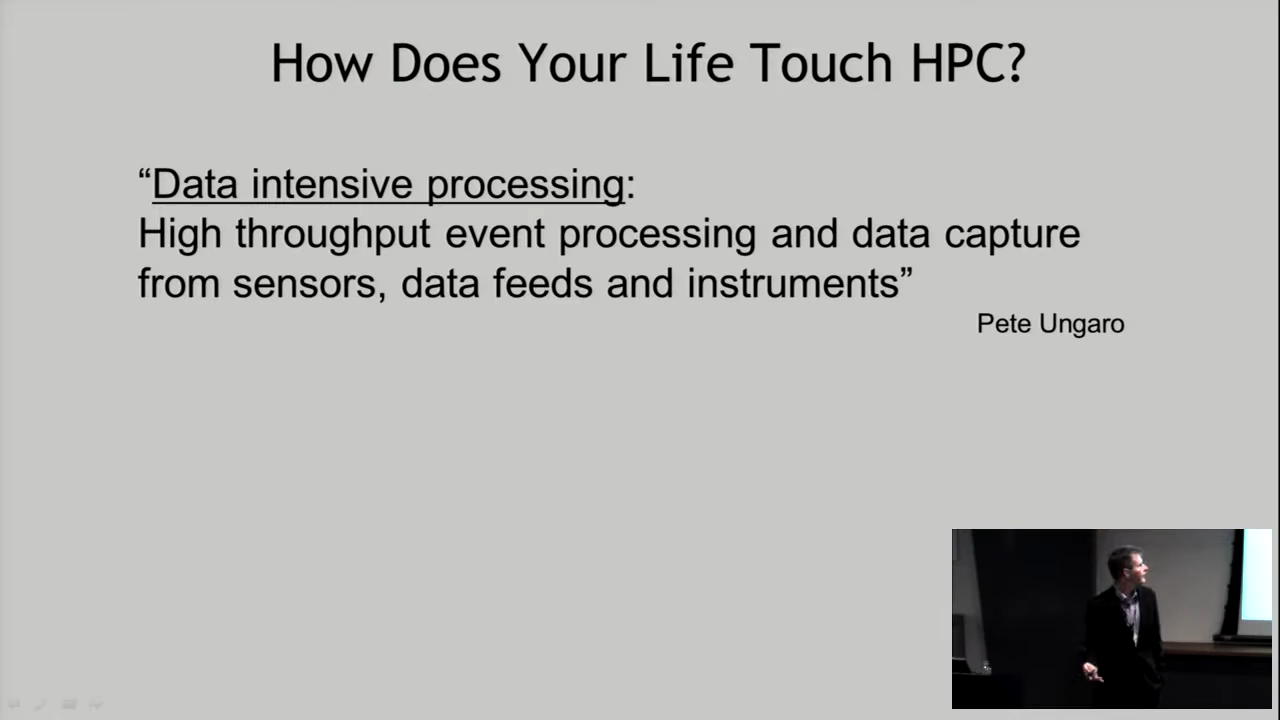 How Does Your Life Touch HPC?
“Data intensive processing:
High throughput event processing and data capture
from sensors, data feeds and instruments”
Pete Ungaro